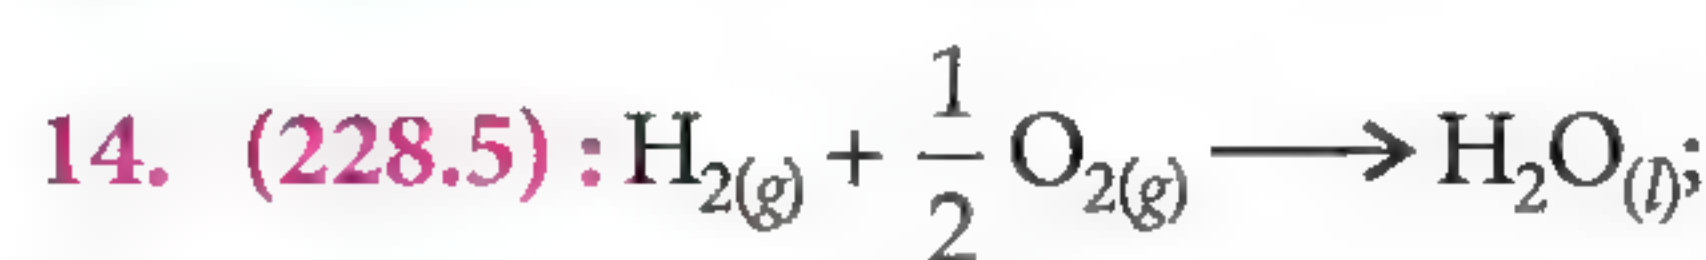 14. (228.5) : H₂(g) + 1/2 O₂(g) ⟶ H₂O(l);